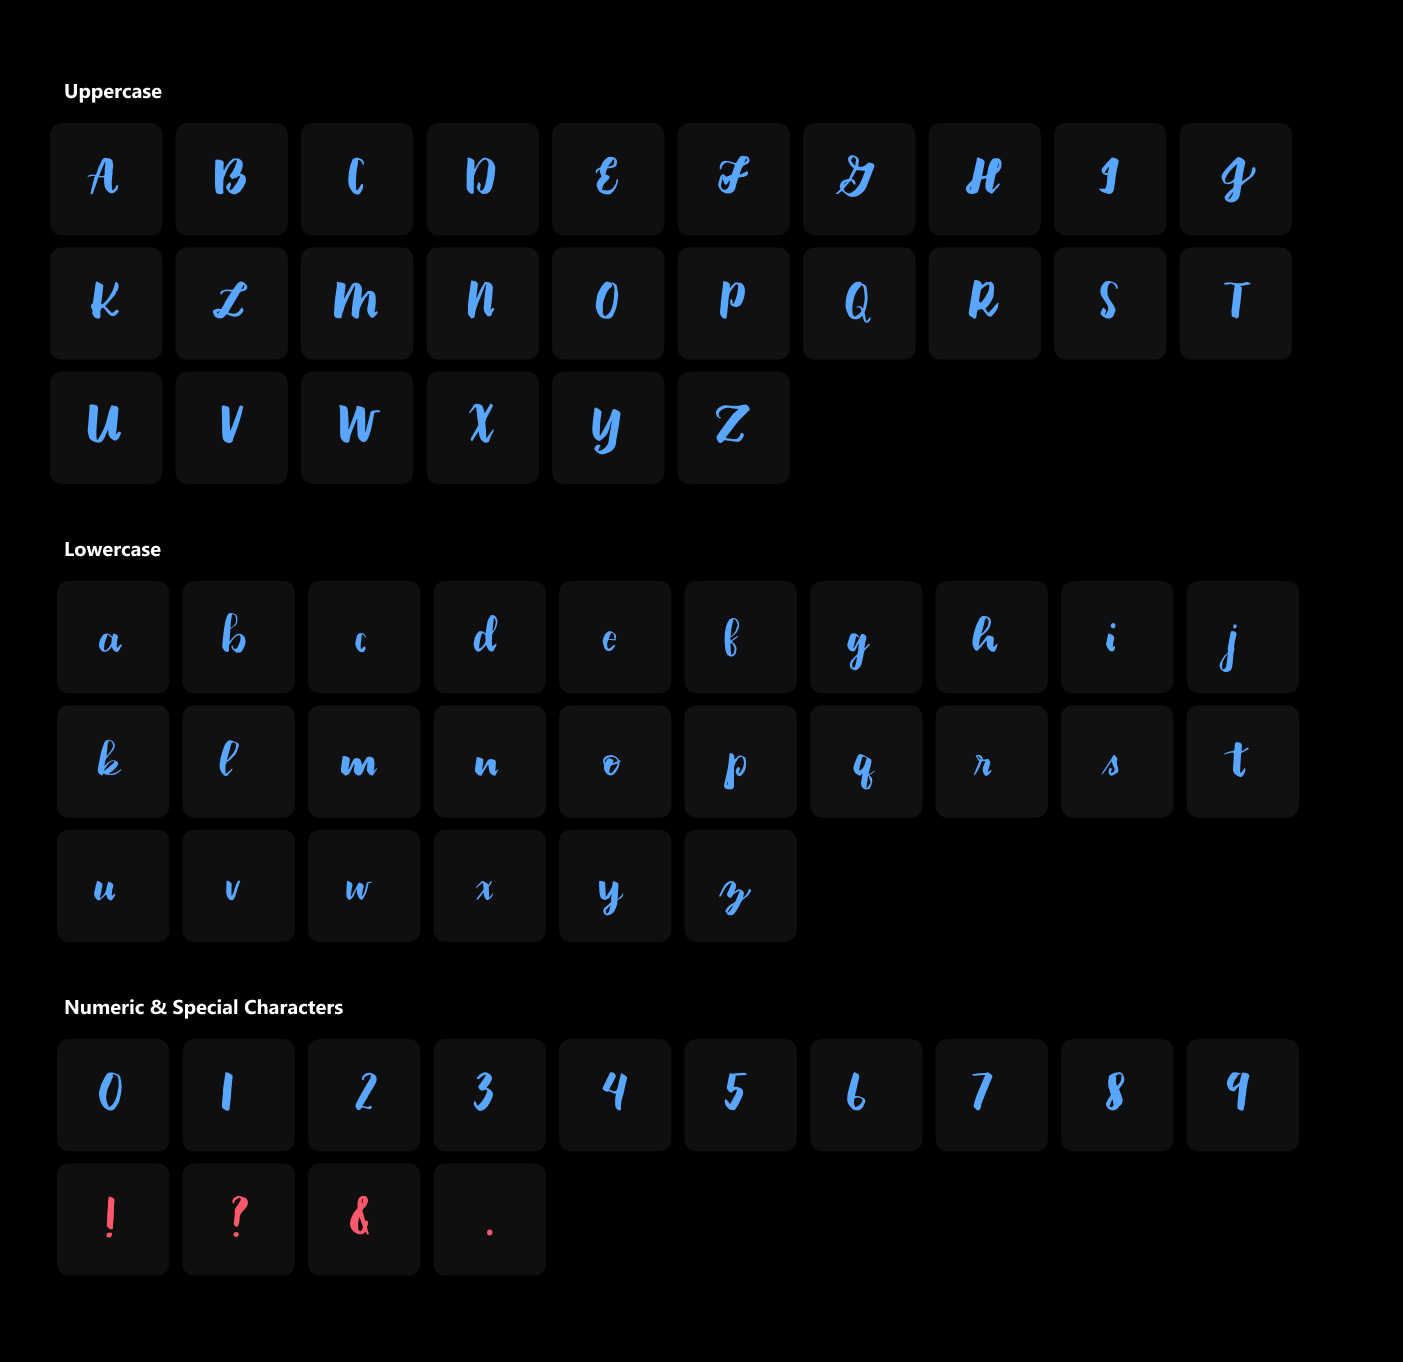 Uppercase
A B C D E F G H I J
K L M N O P Q R S T
U V W X Y Z
Lowercase
a b c d e f g h i j
k l m n o p q r s t
u v w x y z
Numeric & Special Characters
0 1 2 3 4 5 6 7 8 9
! ? & .